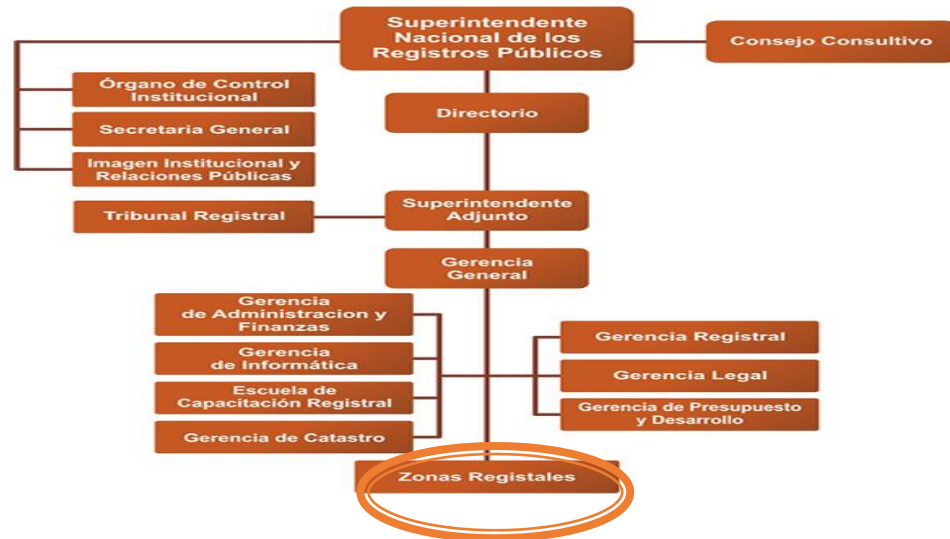 Superintendente
Nacional de los
Registros Públicos
Consejo Consultivo
Órgano de Control
Institucional
Directorio
Secretaria General
Imagen Institucional y
Relaciones Públicas
Tribunal Registral
Superintendente
Adjunto
Gerencia
General
Gerencia
de Administracion y
Finanzas
Gerencia
de Informática
Escuela de
Capacitación Registral
Gerencia de Catastro
Gerencia Registral
Gerencia Legal
Gerencia de Presupuesto
y Desarrollo
Zonas Registales